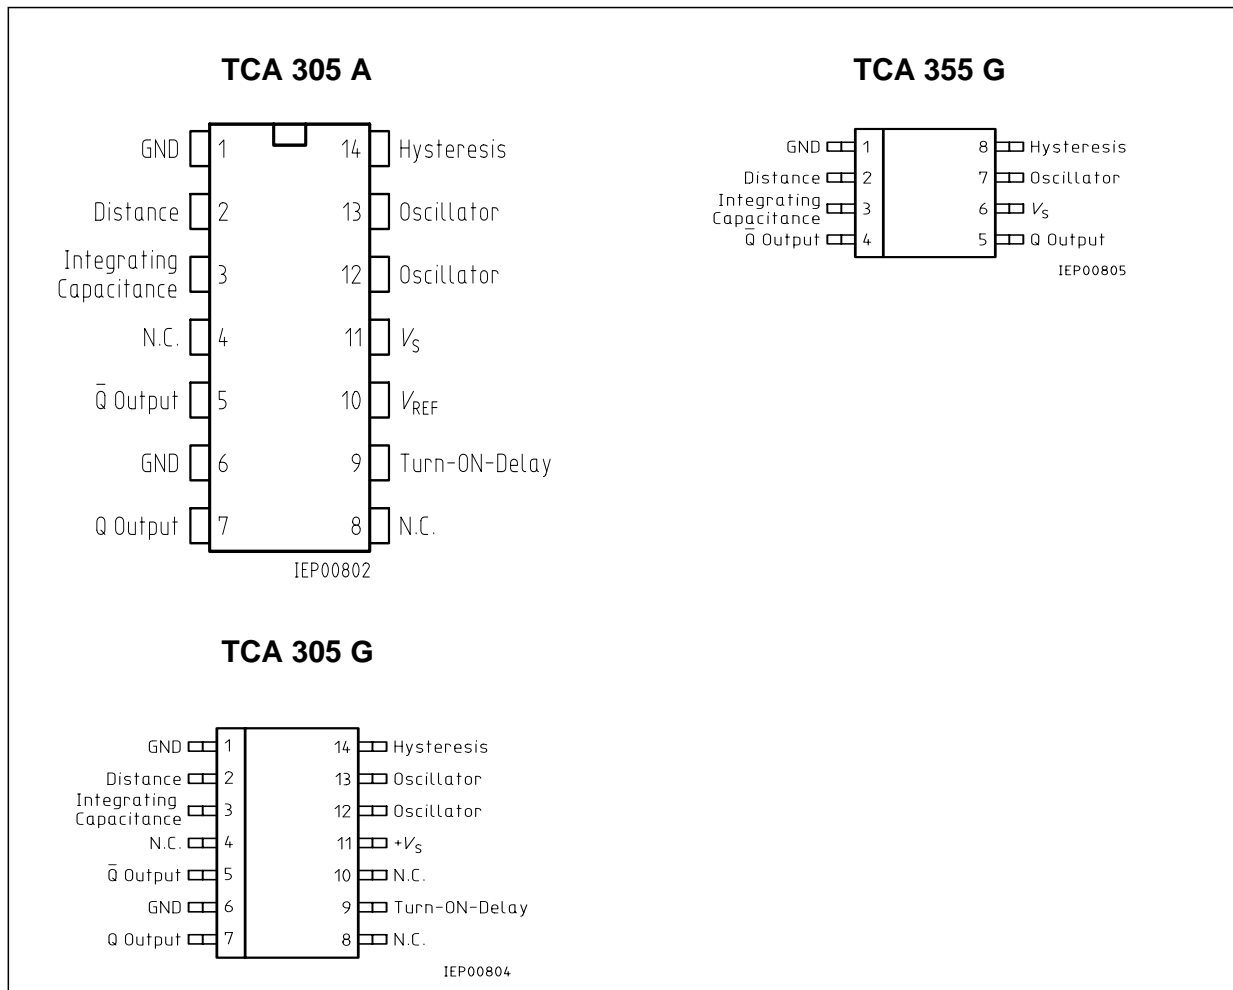 TCA 305 A
GND 1 14 Hysteresis
Distance 2 13 Oscillator
Integrating
Capacitance 3 12 Oscillator
N.C. 4 11 VS
Q̅ Output 5 10 VREF
GND 6 9 Turn-ON-Delay
Q Output 7 8 N.C.
IEP00802
TCA 355 G
GND 1 8 Hysteresis
Distance 2 7 Oscillator
Integrating
Capacitance 3 6 VS
Q̅ Output 4 5 Q Output
IEP00805
TCA 305 G
GND 1 14 Hysteresis
Distance 2 13 Oscillator
Integrating
Capacitance 3 12 Oscillator
N.C. 4 11 +VS
Q̅ Output 5 10 N.C.
GND 6 9 Turn-ON-Delay
Q Output 7 8 N.C.
IEP00804